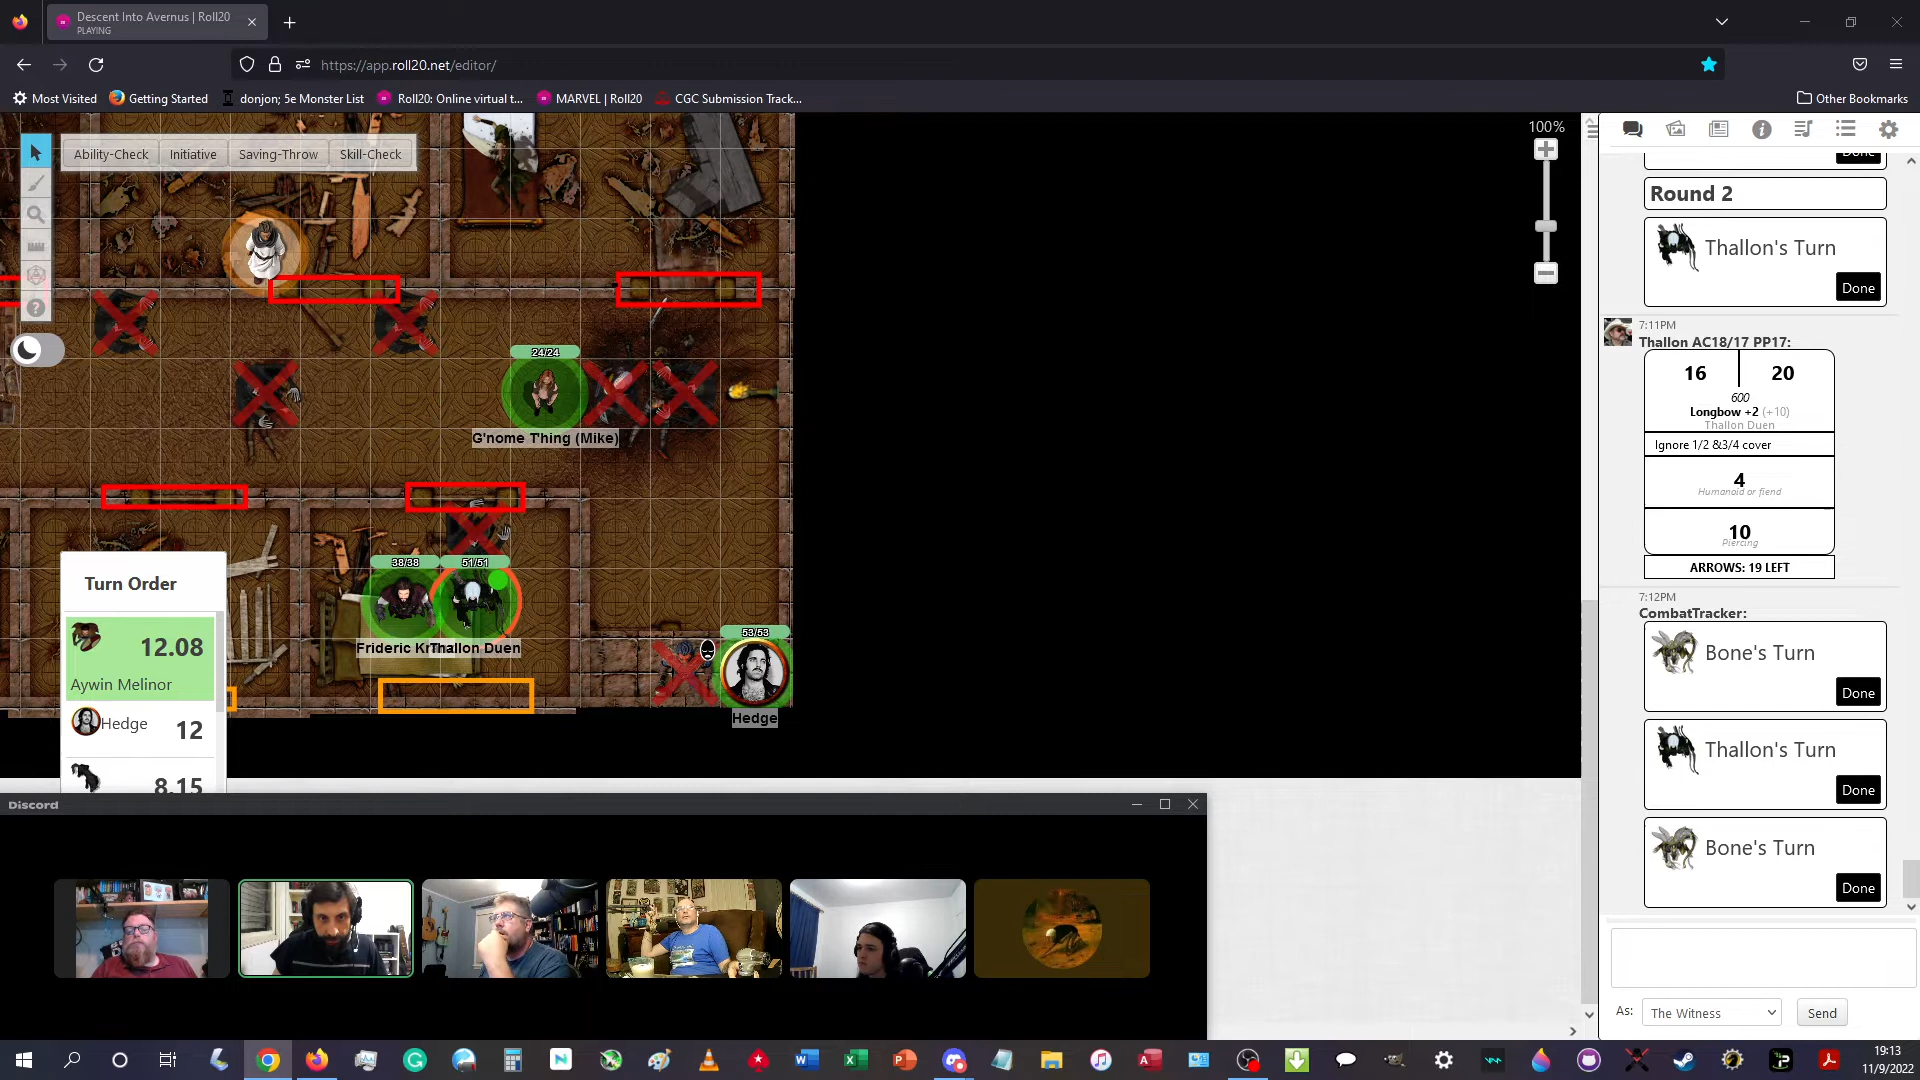 Descent Into Avernus | Roll20
PLAYING
https://app.roll20.net/editor/
Most Visited
Getting Started
donjon; 5e Monster List
Roll20: Online virtual t...
MARVEL | Roll20
CGC Submission Track...
Other Bookmarks
Ability-Check
Initiative
Saving-Throw
Skill-Check
100%
24/24
G'nome T'hing (Mike)
38/38
51/51
Thallon Duen
53/53
Hedge
Turn Order
12.08
Aywin Melinor
Hedge
12
8.15
Done
Round 2
Thallon's Turn
Done
7:11PM
Thallon AC18/17 PP17:
16
20
600
Longbow +2 (+10)
Thallon Duen
Ignore 1/2 &3/4 cover
4
Humanoid or fiend
10
Piercing
ARROWS: 19 LEFT
7:12PM
CombatTracker:
Bone's Turn
Done
Thallon's Turn
Done
Bone's Turn
Done
As:
The Witness
Send
Discord
19:13
11/9/2022